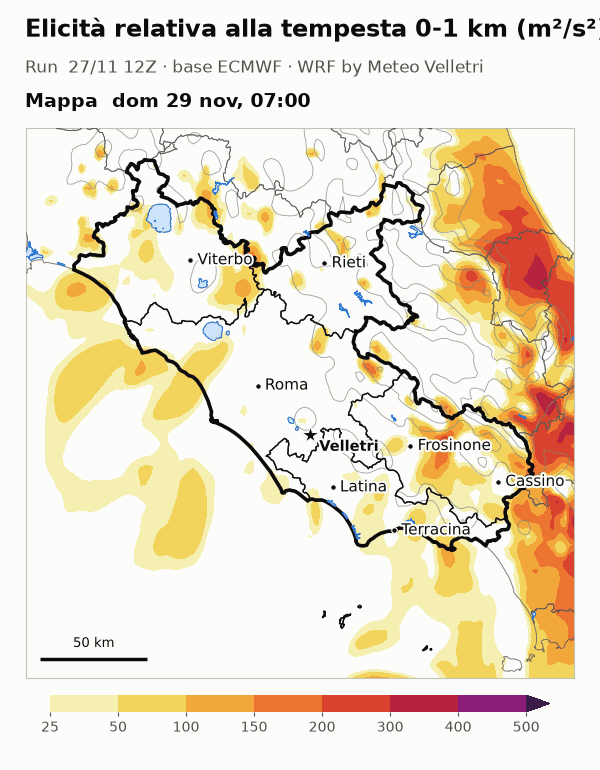 Elicità relativa alla tempesta 0-1 km (m²/s²)
Run 27/11 12Z · base ECMWF · WRF by Meteo Velletri
Mappa dom 29 nov, 07:00
Viterbo
Rieti
Roma
Velletri
Frosinone
Cassino
Latina
Terracina
50 km
25 50 100 150 200 300 400 500